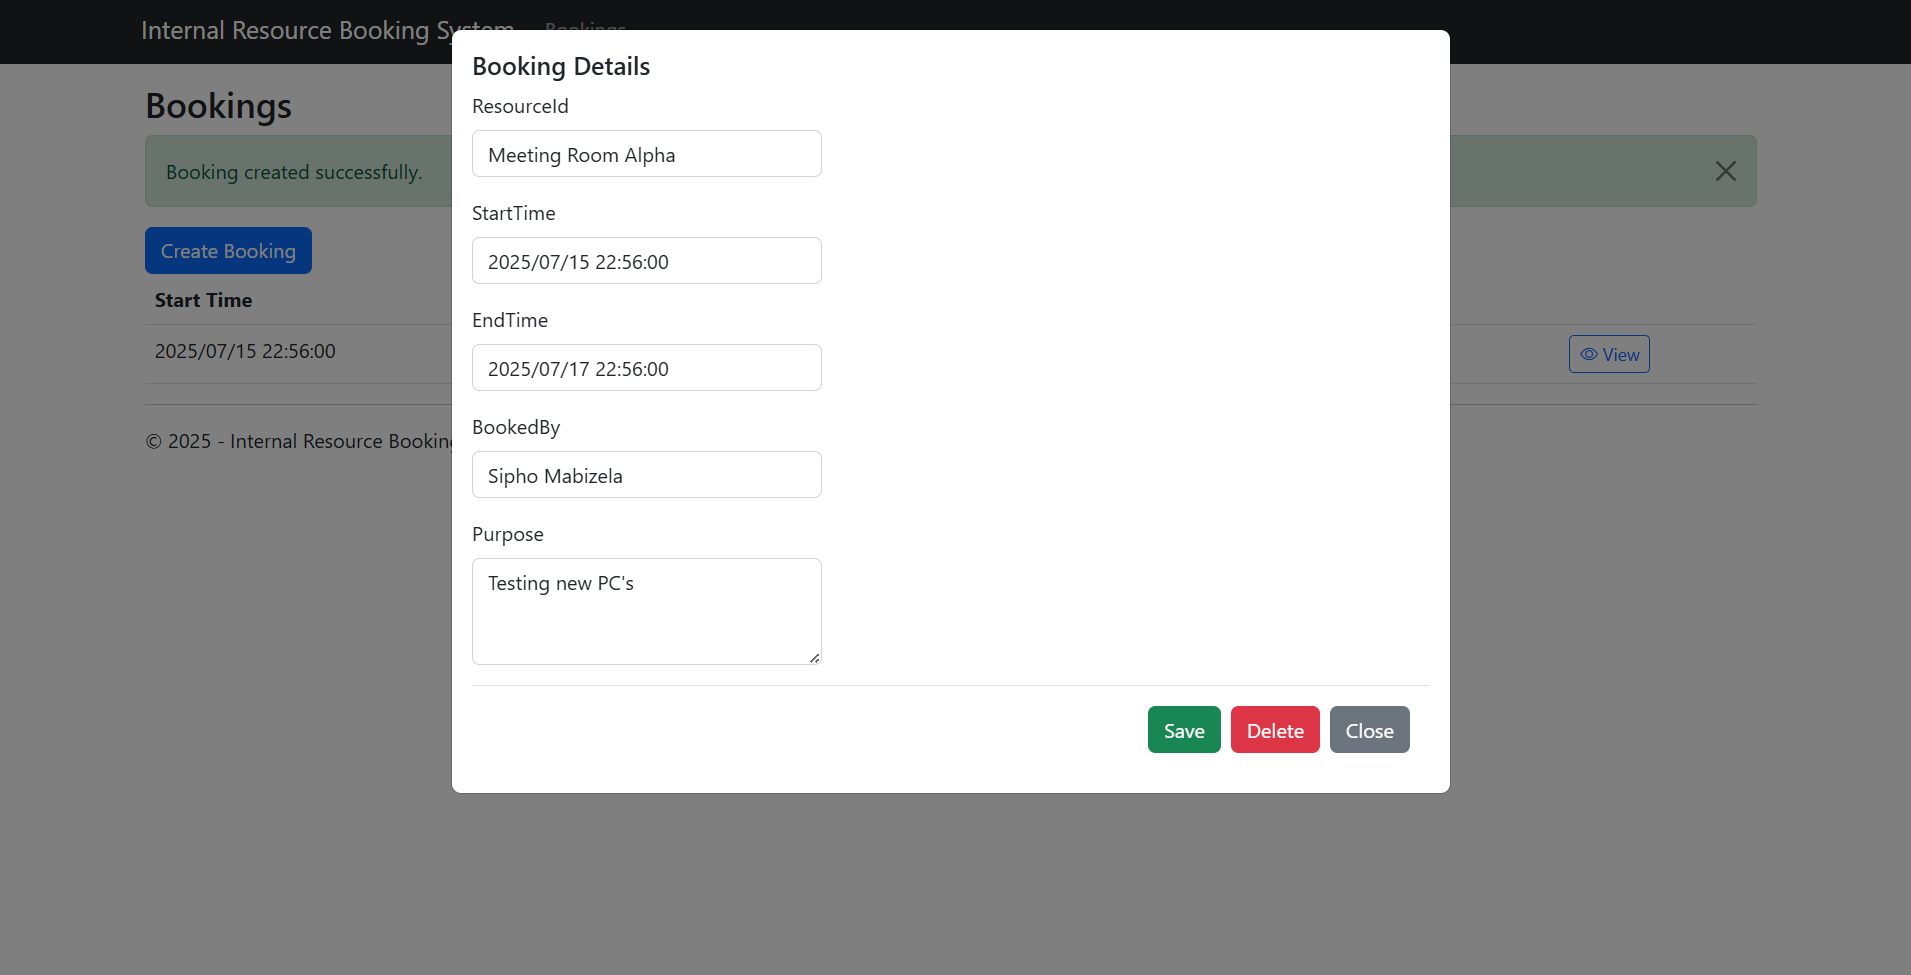 Internal Resource Booking System
Bookings
Bookings
Booking created successfully.
Create Booking
Start Time
2025/07/15 22:56:00
View
© 2025 - Internal Resource Booking
Booking Details
ResourceId
Meeting Room Alpha
StartTime
2025/07/15 22:56:00
EndTime
2025/07/17 22:56:00
BookedBy
Sipho Mabizela
Purpose
Testing new PC's
Save
Delete
Close